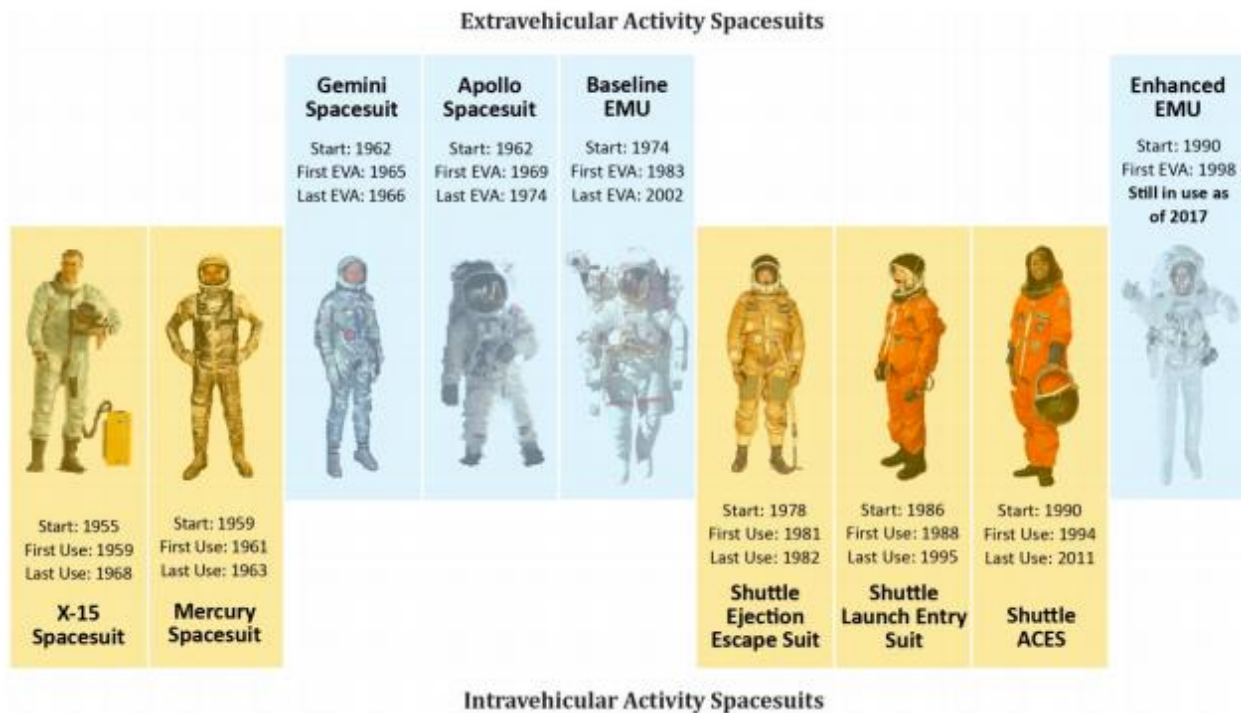 Extravehicular Activity Spacesuits
Gemini
Spacesuit
Start: 1962
First EVA: 1965
Last EVA: 1966
Apollo
Spacesuit
Start: 1962
First EVA: 1969
Last EVA: 1974
Baseline
EMU
Start: 1974
First EVA: 1983
Last EVA: 2002
Enhanced
EMU
Start: 1990
First EVA: 1998
Still in use as
of 2017
Start: 1955
First Use: 1959
Last Use: 1968
X-15
Spacesuit
Start: 1959
First Use: 1961
Last Use: 1963
Mercury
Spacesuit
Start: 1978
First Use: 1981
Last Use: 1982
Shuttle
Ejection
Escape Suit
Start: 1986
First Use: 1988
Last Use: 1995
Shuttle
Launch Entry
Suit
Start: 1990
First Use: 1994
Last Use: 2011
Shuttle
ACES
Intravehicular Activity Spacesuits